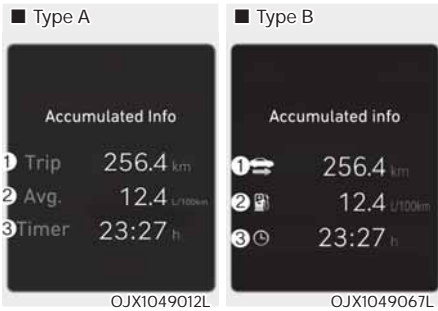 ■ Type A
Accumulated Info
1 Trip 256.4 km
2 Avg. 12.4 L/100km
3 Timer 23:27 h
OJX1049012L
■ Type B
Accumulated info
1 256.4 km
2 12.4 L/100km
3 23:27 h
OJX1049067L